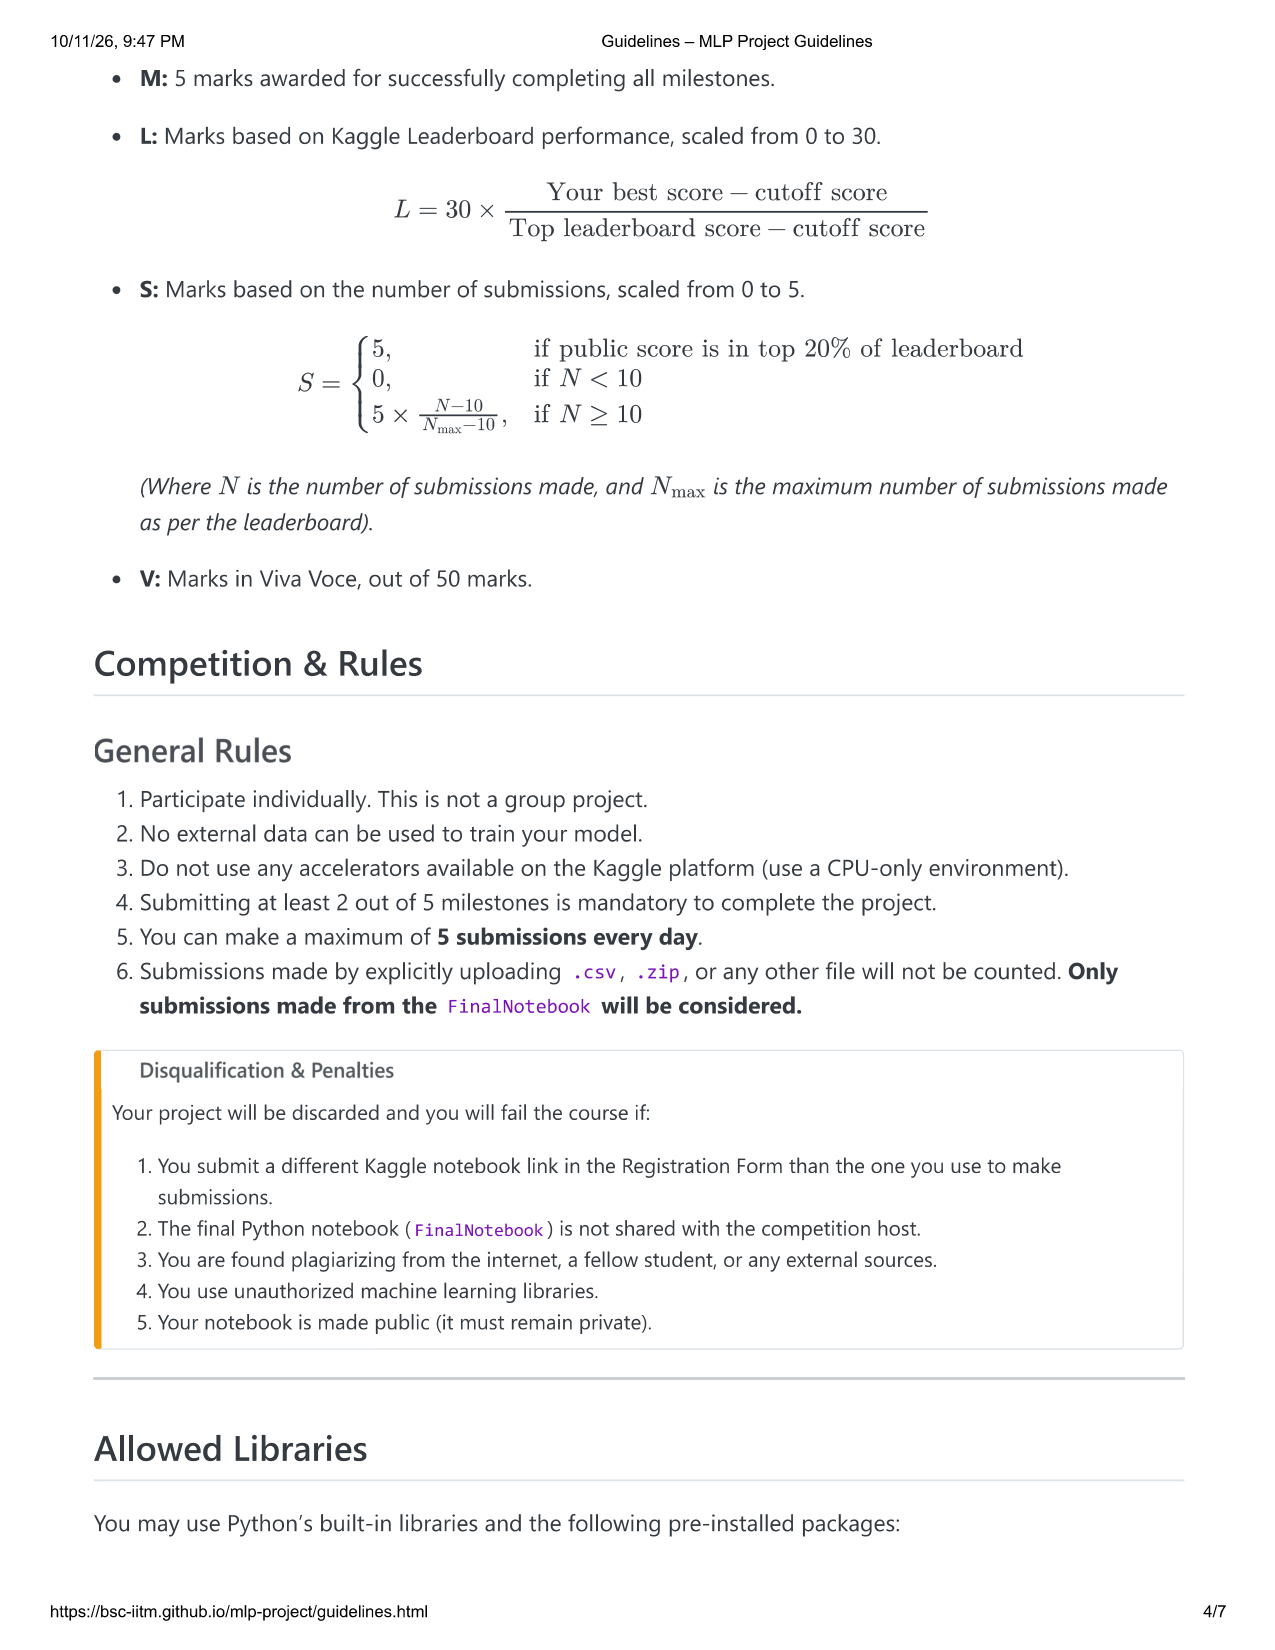 10/11/26, 9:47 PM Guidelines – MLP Project Guidelines
• M: 5 marks awarded for successfully completing all milestones.
• L: Marks based on Kaggle Leaderboard performance, scaled from 0 to 30.
L = 30 × (Your best score − cutoff score) / (Top leaderboard score − cutoff score)
• S: Marks based on the number of submissions, scaled from 0 to 5.
S = { 5, if public score is in top 20% of leaderboard
0, if N < 10
5 × (N−10)/(Nmax−10), if N ≥ 10
(Where N is the number of submissions made, and Nmax is the maximum number of submissions made
as per the leaderboard).
• V: Marks in Viva Voce, out of 50 marks.
Competition & Rules
General Rules
1. Participate individually. This is not a group project.
2. No external data can be used to train your model.
3. Do not use any accelerators available on the Kaggle platform (use a CPU-only environment).
4. Submitting at least 2 out of 5 milestones is mandatory to complete the project.
5. You can make a maximum of 5 submissions every day.
6. Submissions made by explicitly uploading .csv, .zip, or any other file will not be counted. Only
submissions made from the FinalNotebook will be considered.
Disqualification & Penalties
Your project will be discarded and you will fail the course if:
1. You submit a different Kaggle notebook link in the Registration Form than the one you use to make
submissions.
2. The final Python notebook (FinalNotebook) is not shared with the competition host.
3. You are found plagiarizing from the internet, a fellow student, or any external sources.
4. You use unauthorized machine learning libraries.
5. Your notebook is made public (it must remain private).
Allowed Libraries
You may use Python’s built-in libraries and the following pre-installed packages:
https://bsc-iitm.github.io/mlp-project/guidelines.html 4/7